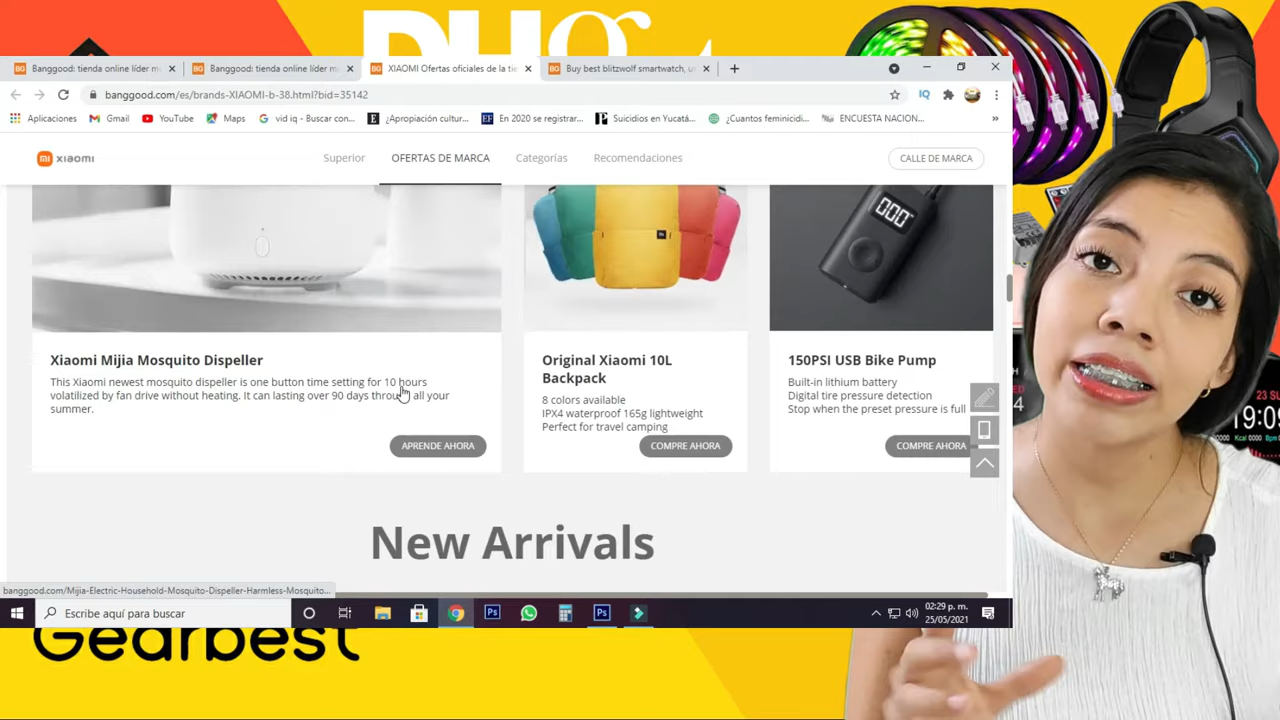 DHg
Banggood: tienda online líder m
Banggood: tienda online líder m
XIAOMI Ofertas oficiales de la tie
Buy best blitzwolf smartwatch, u
banggood.com/es/brands-XIAOMI-b-38.html?bid=35142
IQ
Aplicaciones
Gmail
YouTube
Maps
vid iq - Buscar con...
¿Apropiación cultur...
En 2020 se registrar...
Suicidios en Yucatá...
¿Cuantos feminicidi...
ENCUESTA NACION...
xiaomi
Superior
OFERTAS DE MARCA
Categorías
Recomendaciones
CALLE DE MARCA
000
Xiaomi Mijia Mosquito Dispeller
This Xiaomi newest mosquito dispeller is one button time setting for 10 hours
volatilized by fan drive without heating. It can lasting over 90 days through all your
summer.
APRENDE AHORA
Original Xiaomi 10L
Backpack
8 colors available
IPX4 waterproof 165g lightweight
Perfect for travel camping
COMPRE AHORA
150PSI USB Bike Pump
Built-in lithium battery
Digital tire pressure detection
Stop when the preset pressure is full
COMPRE AHORA
New Arrivals
banggood.com/Mijia-Electric-Household-Mosquito-Dispeller-Harmless-Mosquito...
Escribe aquí para buscar
02:29 p. m.
25/05/2021
23 SU
19:09
Gearbest